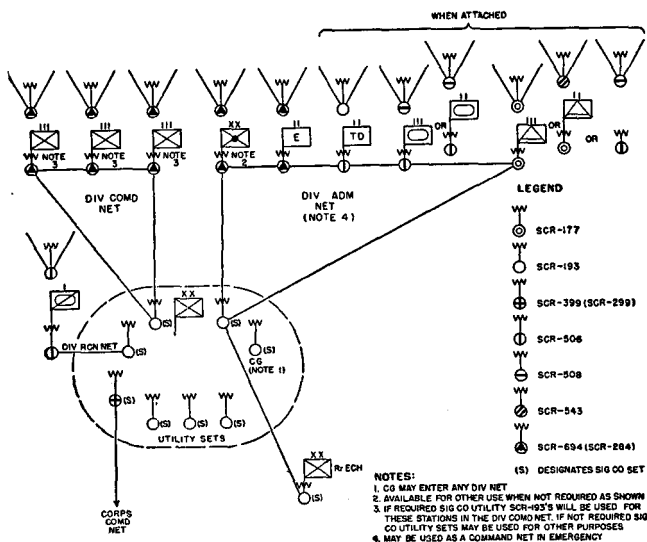 WHEN ATTACHED
III
III
III
XX
II
E
II
TD
III
OR
II
III
OR
II
OR
NOTE 3
NOTE 3
NOTE 3
NOTE 2
DIV COMD NET
DIV ADM NET (NOTE 4)
I
DIV RCN NET
(S)
(S)
XX
(S)
(S)
CG (NOTE 1)
(S)
(S)
(S)
(S)
UTILITY SETS
CORPS COMD NET
XX
Rr ECH
(S)
LEGEND
SCR-177
SCR-193
SCR-399 (SCR-299)
SCR-506
SCR-508
SCR-543
SCR-694 (SCR-284)
(S) DESIGNATES SIG CO SET
NOTES:
1. CG MAY ENTER ANY DIV NET
2. AVAILABLE FOR OTHER USE WHEN NOT REQUIRED AS SHOWN
3. IF REQUIRED SIG CO UTILITY SCR-193'S WILL BE USED FOR
THESE STATIONS IN THE DIV COMD NET. IF NOT REQUIRED SIG
CO UTILITY SETS MAY BE USED FOR OTHER PURPOSES
4. MAY BE USED AS A COMMAND NET IN EMERGENCY